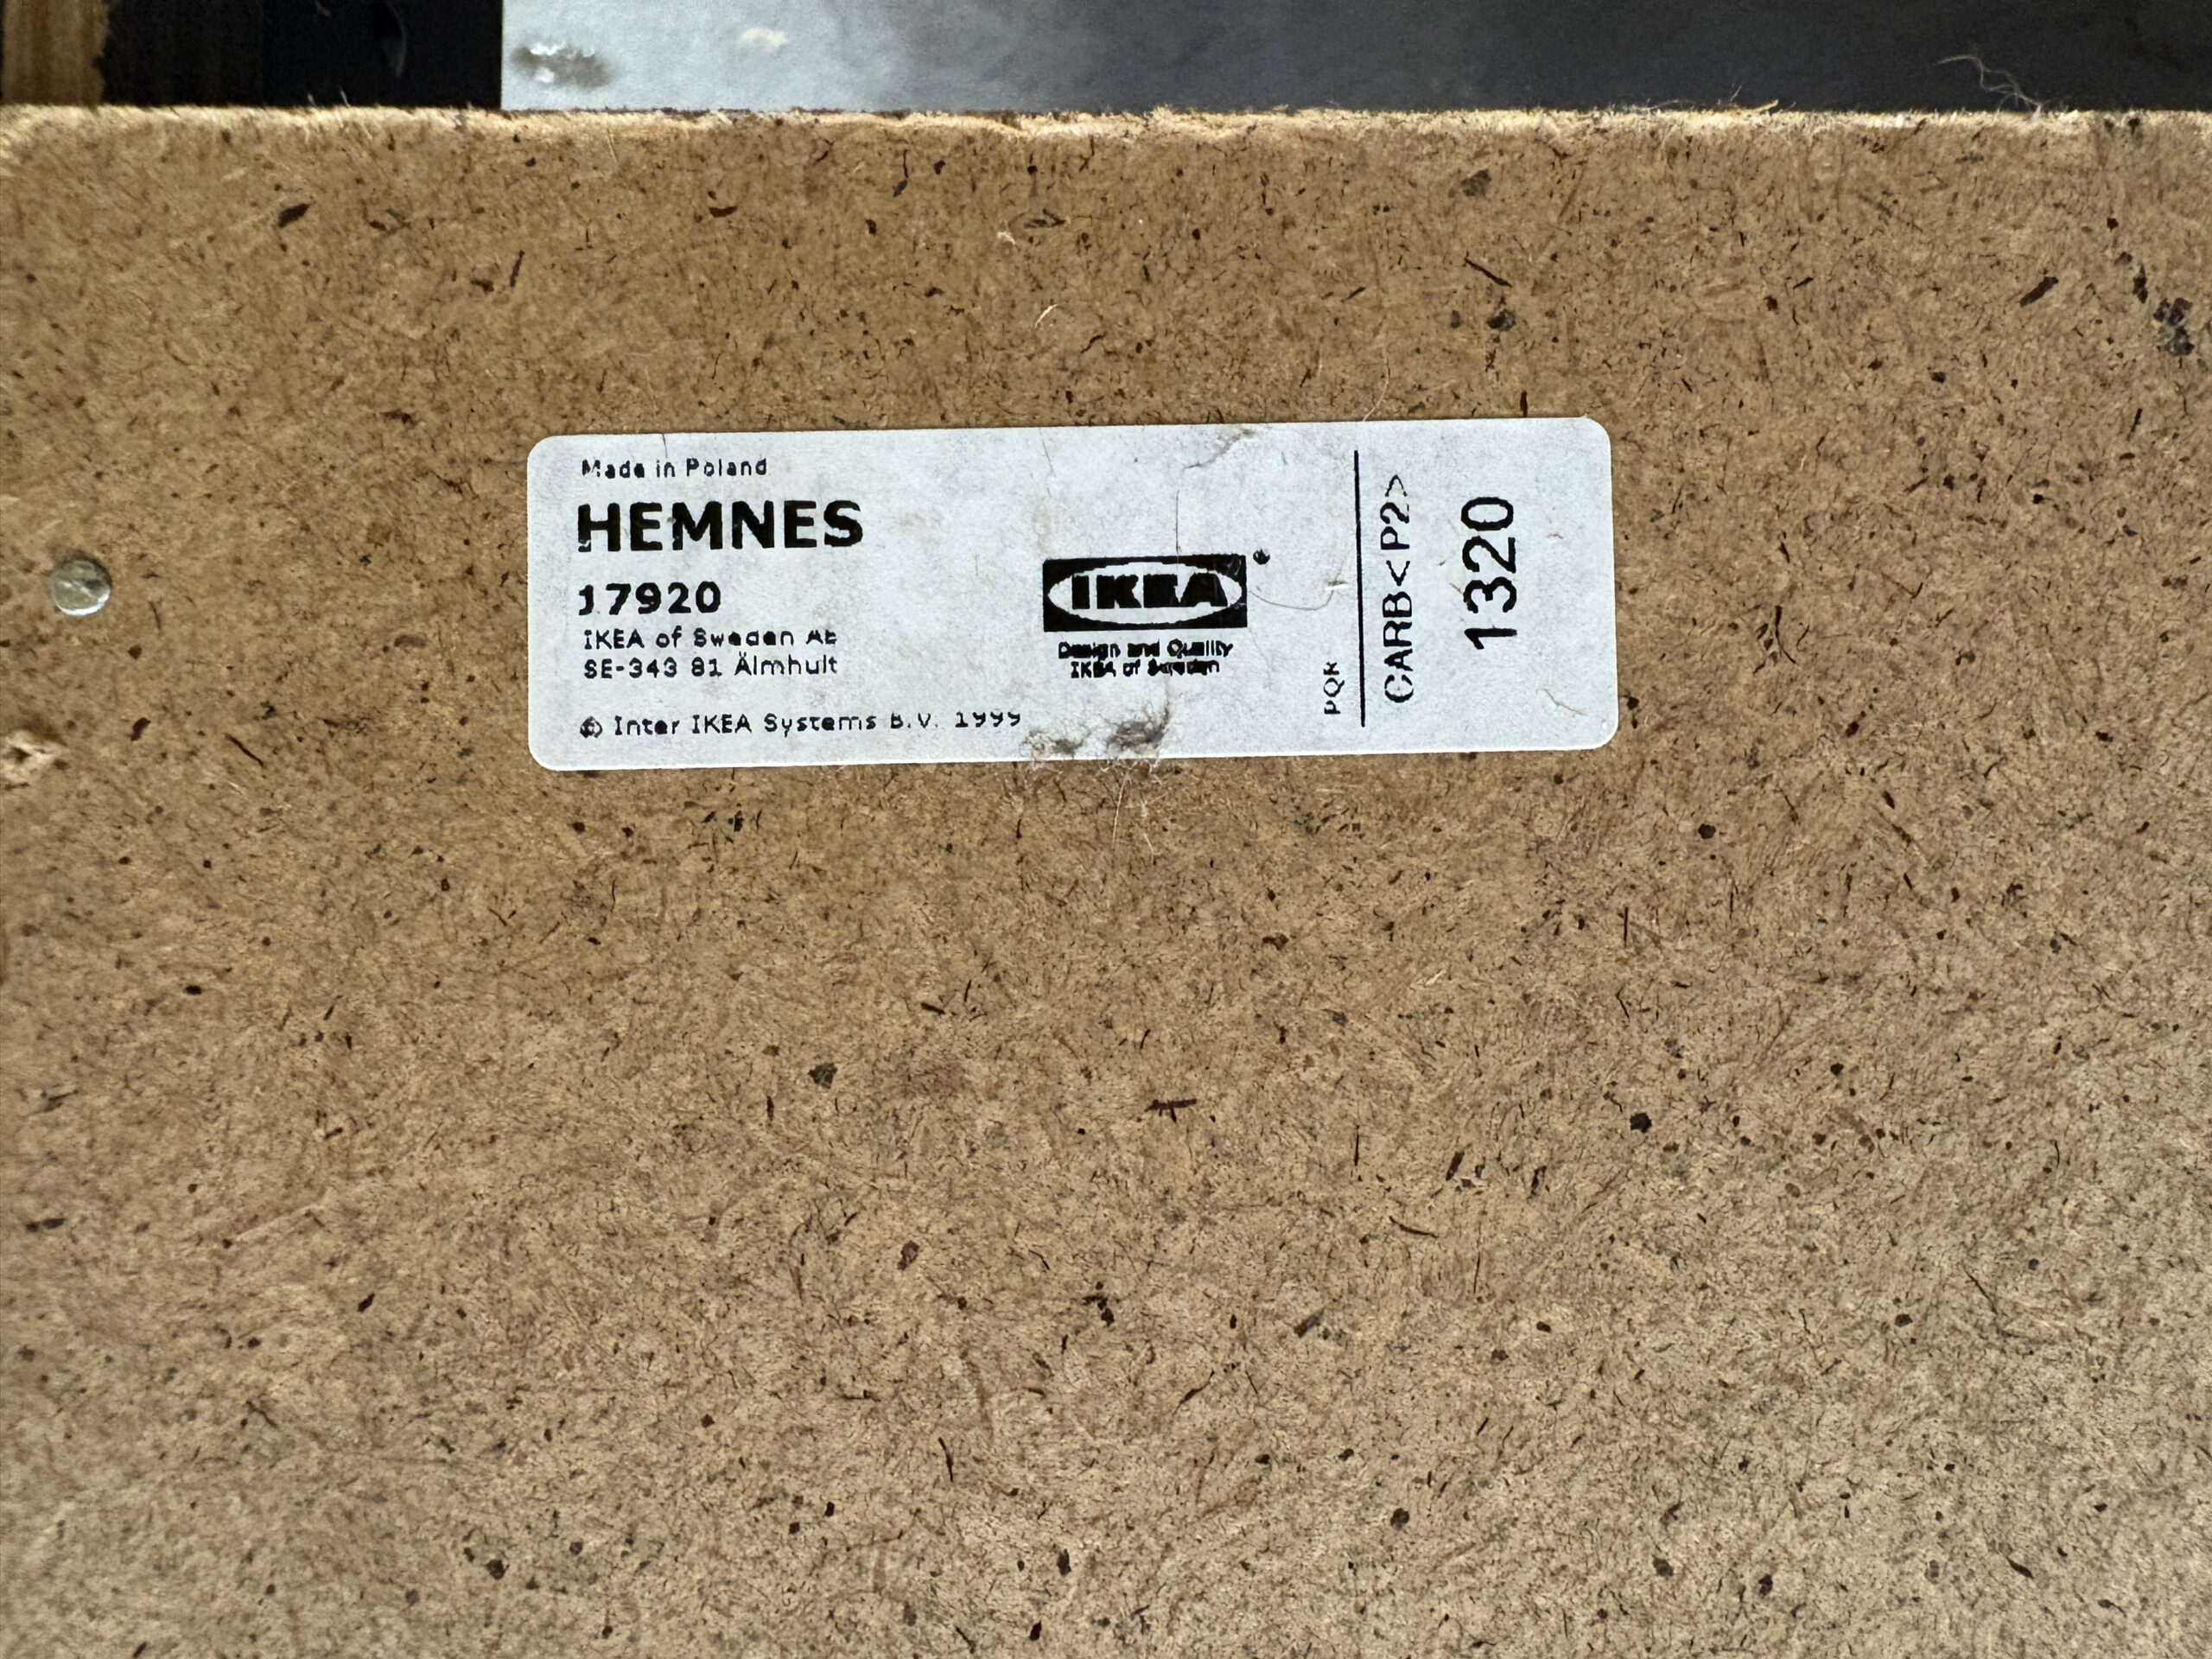 Made in Poland
HEMNES
17920
IKEA of Sweden AB
SE-343 81 Älmhult
© Inter IKEA Systems B.V. 1999
IKEA®
Design and Quality
IKEA of Sweden
PQR
CARB<P2>
1320